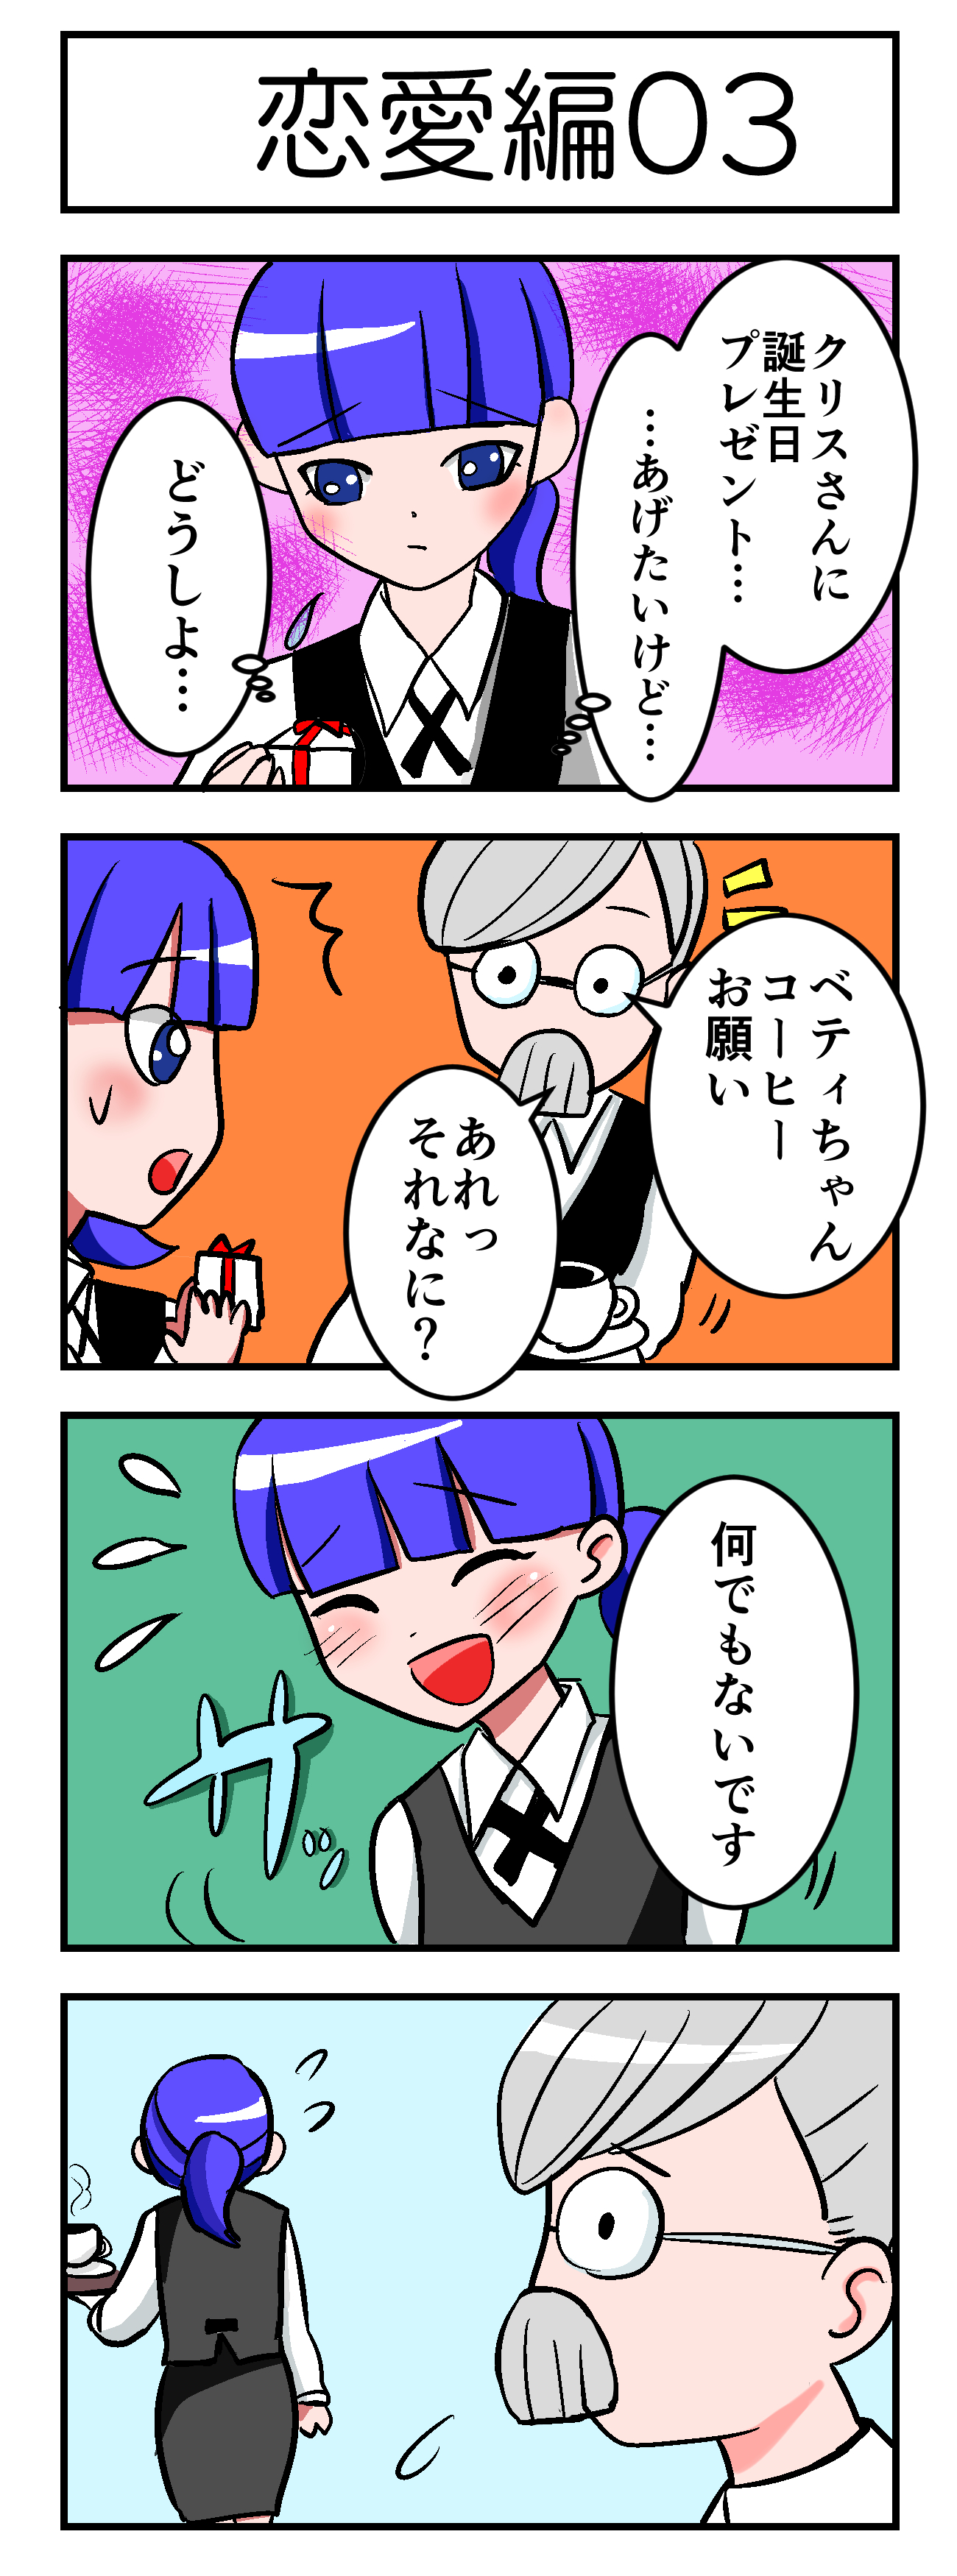 恋愛編03
クリスさんに
誕生日
プレゼント…
…あげたいけど…
どうしよ…
ベティちゃん
コーヒー
お願い
あれっ
それなに?
何でもないです
サッ